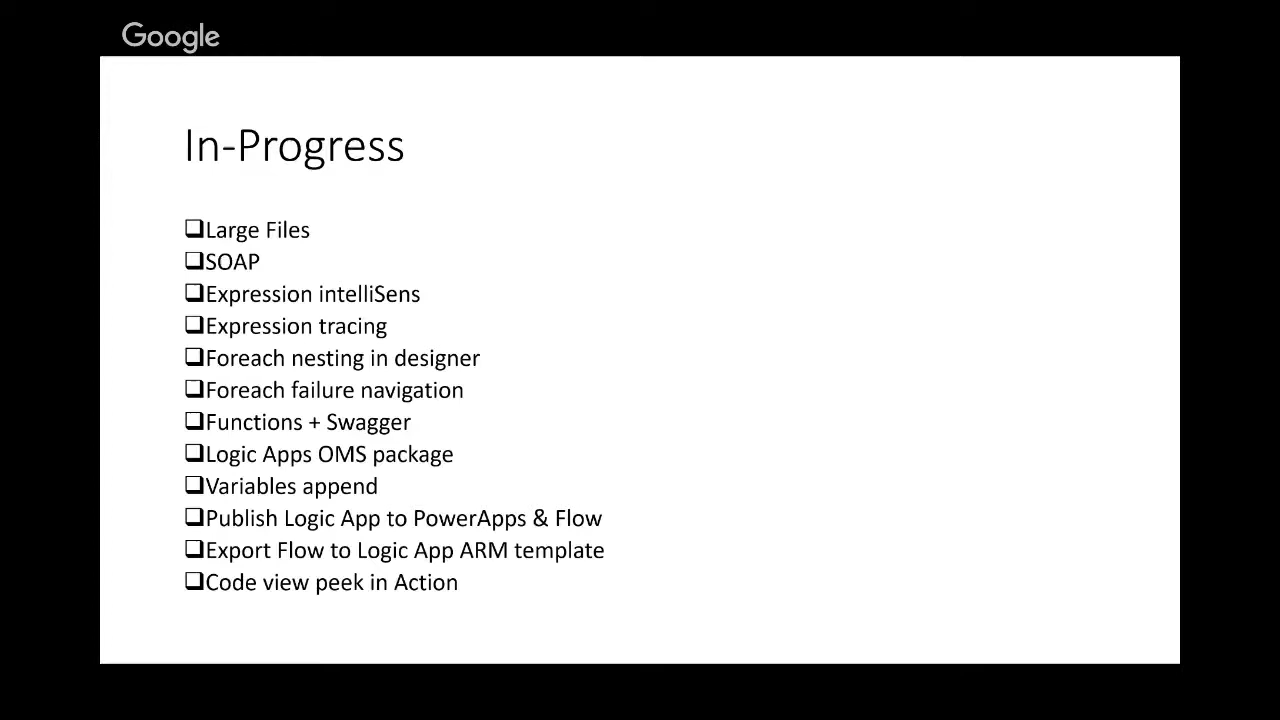 Google
In-Progress
❑Large Files
❑SOAP
❑Expression intelliSens
❑Expression tracing
❑Foreach nesting in designer
❑Foreach failure navigation
❑Functions + Swagger
❑Logic Apps OMS package
❑Variables append
❑Publish Logic App to PowerApps & Flow
❑Export Flow to Logic App ARM template
❑Code view peek in Action